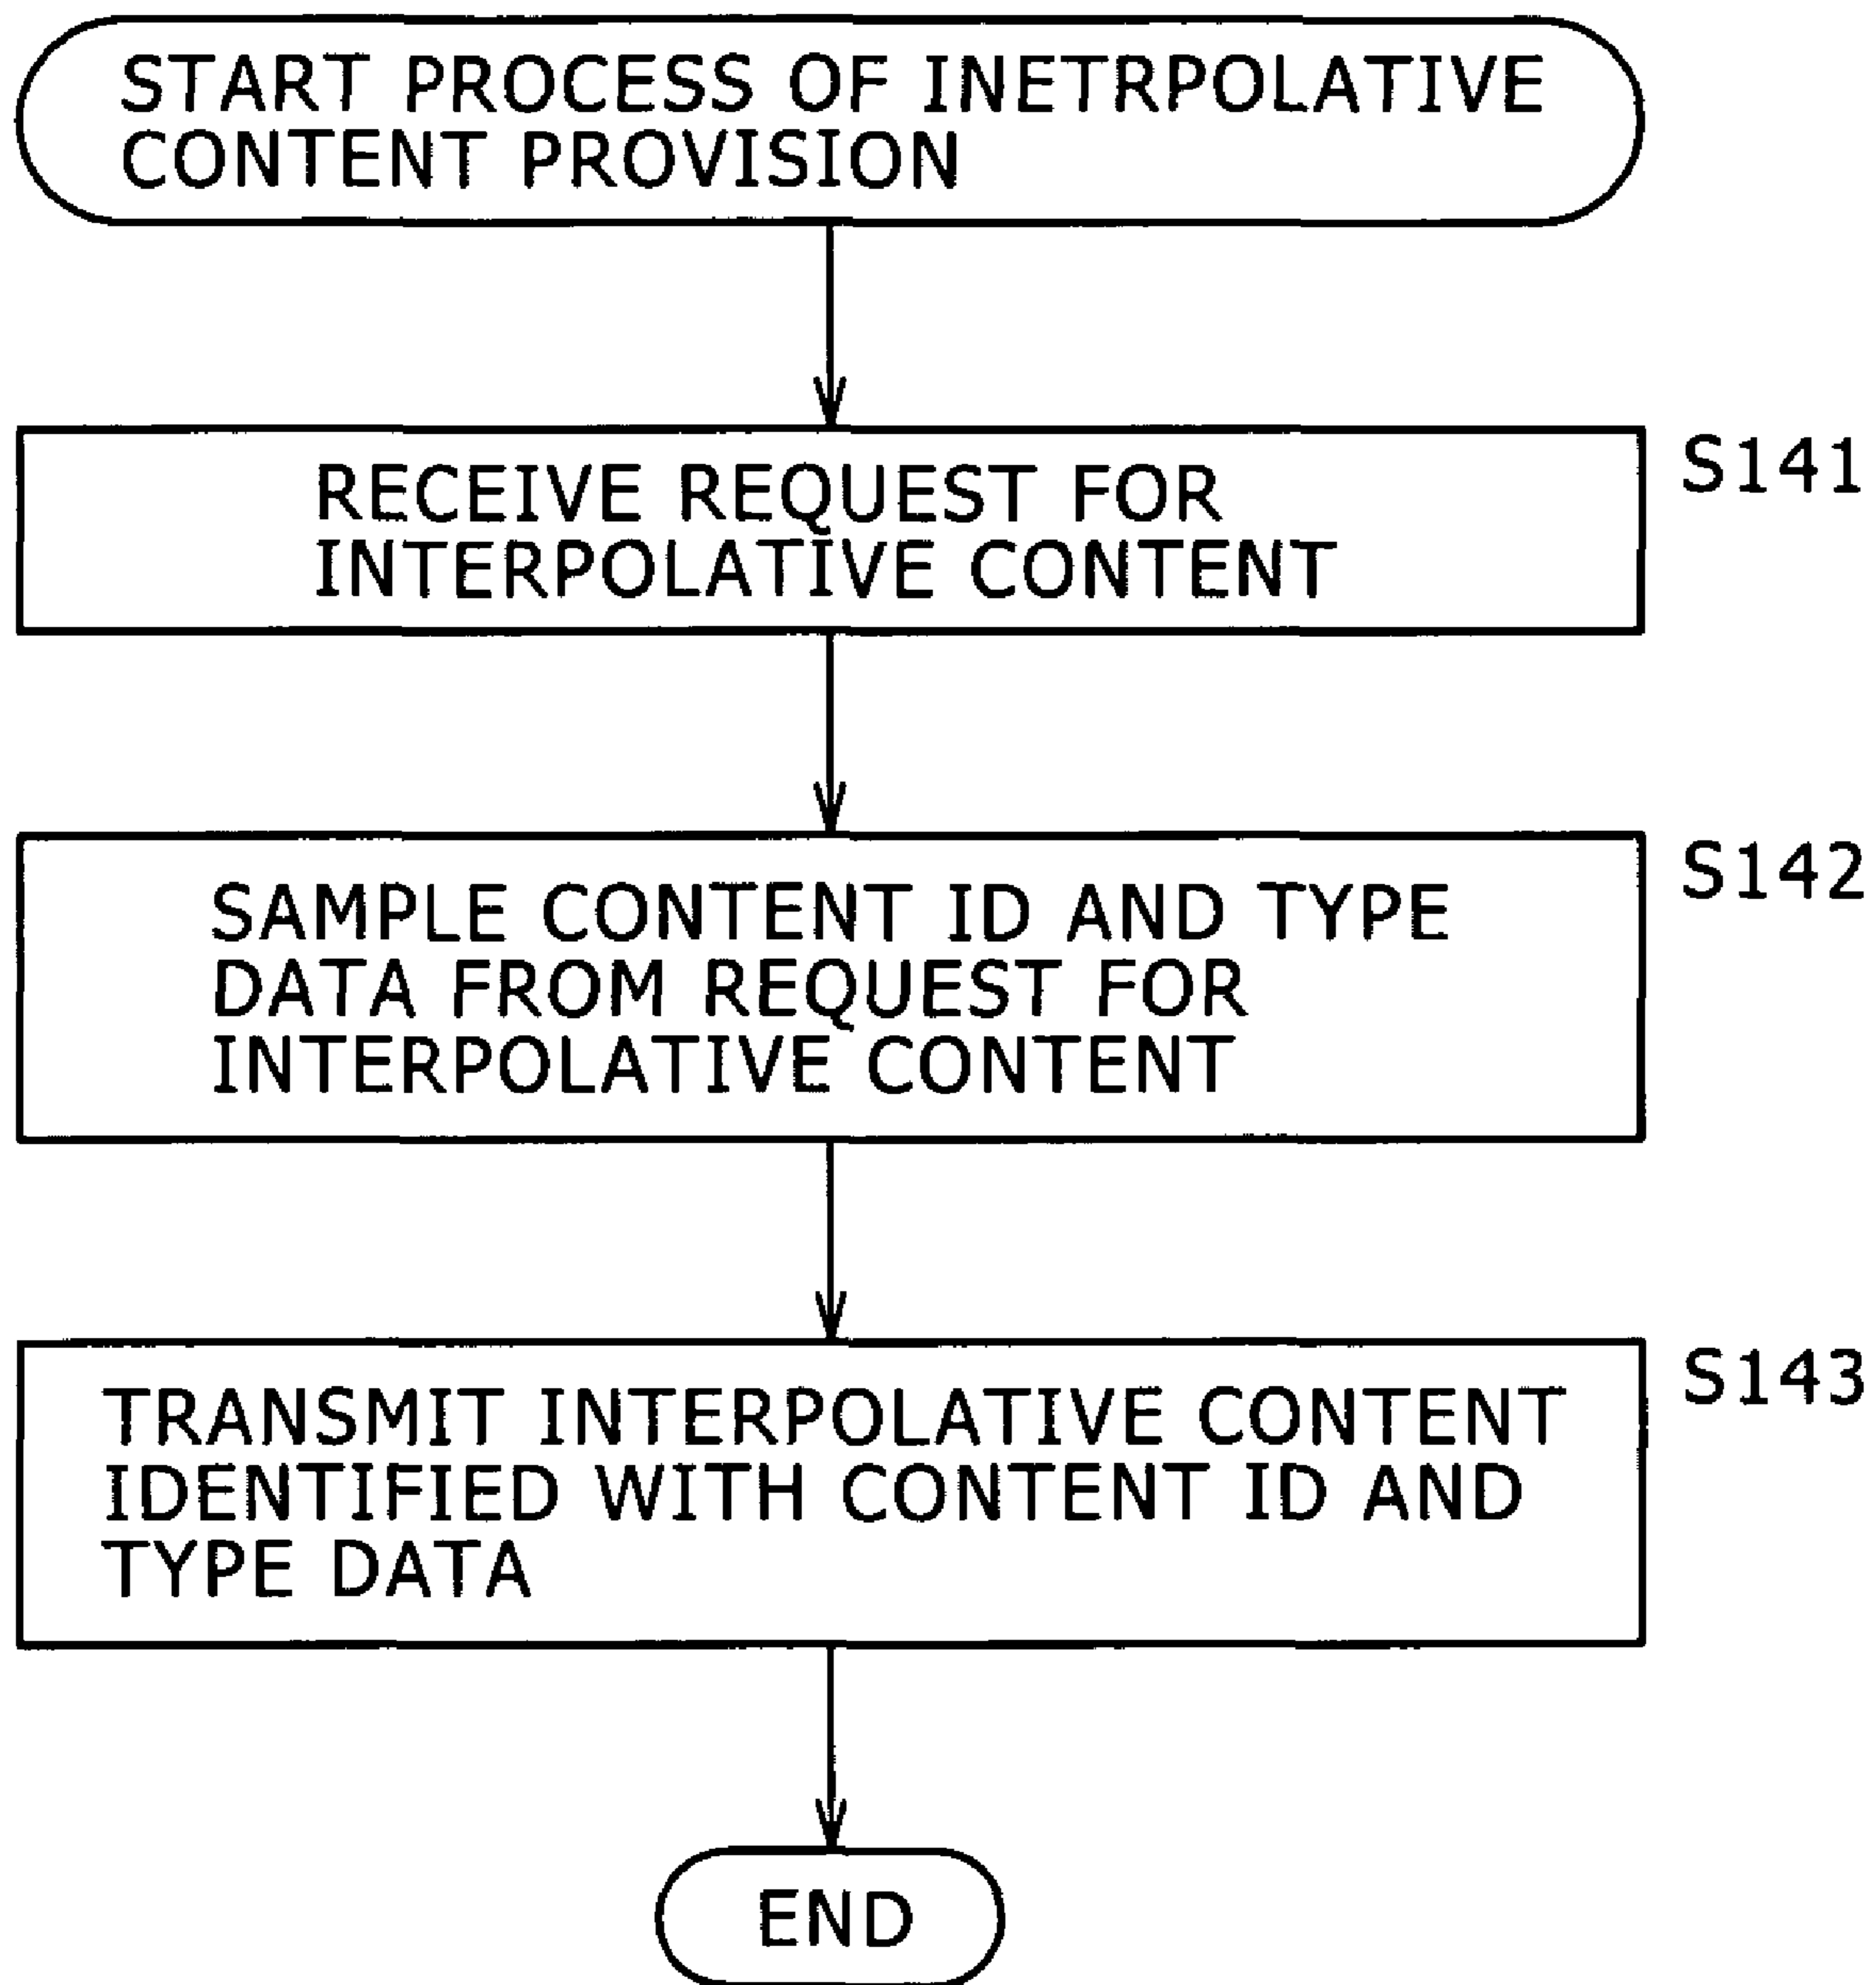 START PROCESS OF INETRPOLATIVE
CONTENT PROVISION
RECEIVE REQUEST FOR
INTERPOLATIVE CONTENT
S141
SAMPLE CONTENT ID AND TYPE
DATA FROM REQUEST FOR
INTERPOLATIVE CONTENT
S142
TRANSMIT INTERPOLATIVE CONTENT
IDENTIFIED WITH CONTENT ID AND
TYPE DATA
S143
END